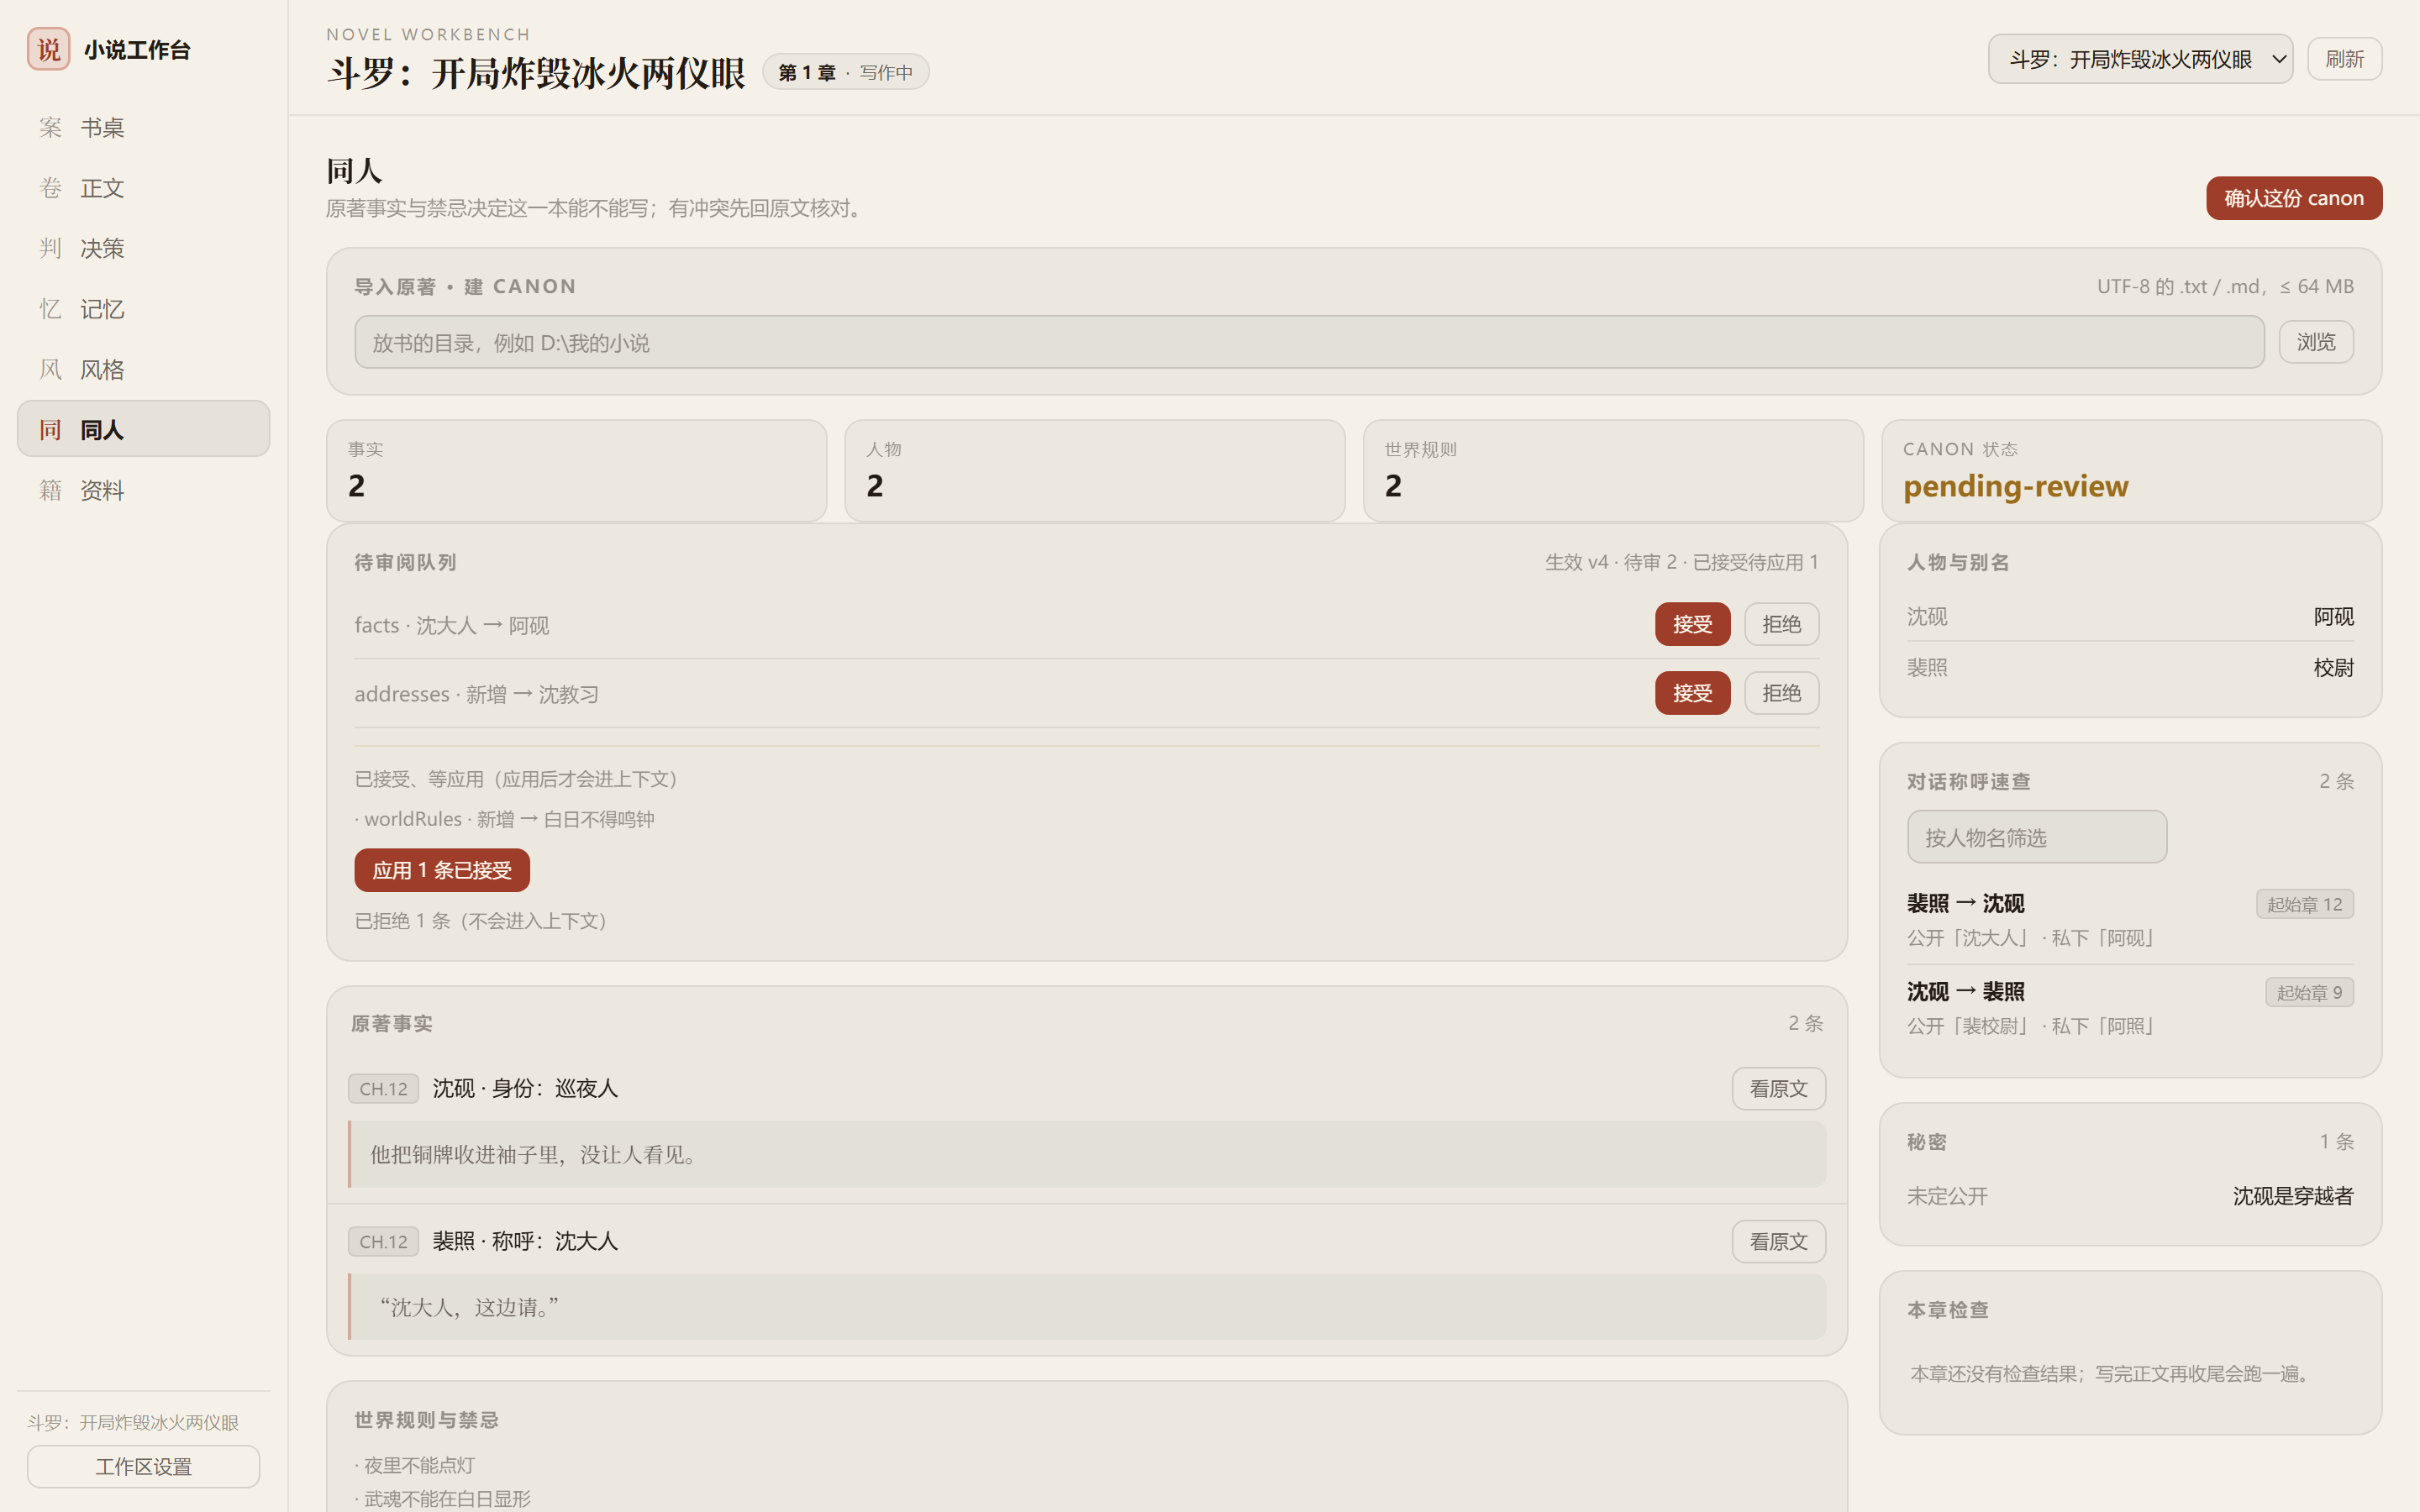 说 小说工作台
案 书桌
卷 正文
判 决策
忆 记忆
风 风格
同 同人
籍 资料
斗罗：开局炸毁冰火两仪眼
工作区设置
NOVEL WORKBENCH
斗罗：开局炸毁冰火两仪眼 第 1 章 · 写作中
斗罗：开局炸毁冰火两仪眼 刷新
同人
原著事实与禁忌决定这一本能不能写；有冲突先回原文核对。
确认这份 canon
导入原著 · 建 CANON UTF-8 的 .txt / .md，≤ 64 MB
放书的目录，例如 D:\我的小说 浏览
事实
2
人物
2
世界规则
2
CANON 状态
pending-review
待审阅队列 生效 v4 · 待审 2 · 已接受待应用 1
facts · 沈大人 → 阿砚 接受 拒绝
addresses · 新增 → 沈教习 接受 拒绝
已接受、等应用（应用后才会进上下文）
· worldRules · 新增 → 白日不得鸣钟
应用 1 条已接受
已拒绝 1 条（不会进入上下文）
原著事实 2 条
CH.12 沈砚 · 身份：巡夜人 看原文
他把铜牌收进袖子里，没让人看见。
CH.12 裴照 · 称呼：沈大人 看原文
“沈大人，这边请。”
世界规则与禁忌
· 夜里不能点灯
· 武魂不能在白日显形
人物与别名
沈砚 阿砚
裴照 校尉
对话称呼速查 2 条
按人物名筛选
裴照 → 沈砚 起始章 12
公开「沈大人」 · 私下「阿砚」
沈砚 → 裴照 起始章 9
公开「裴校尉」 · 私下「阿照」
秘密 1 条
未定公开 沈砚是穿越者
本章检查
本章还没有检查结果；写完正文再收尾会跑一遍。